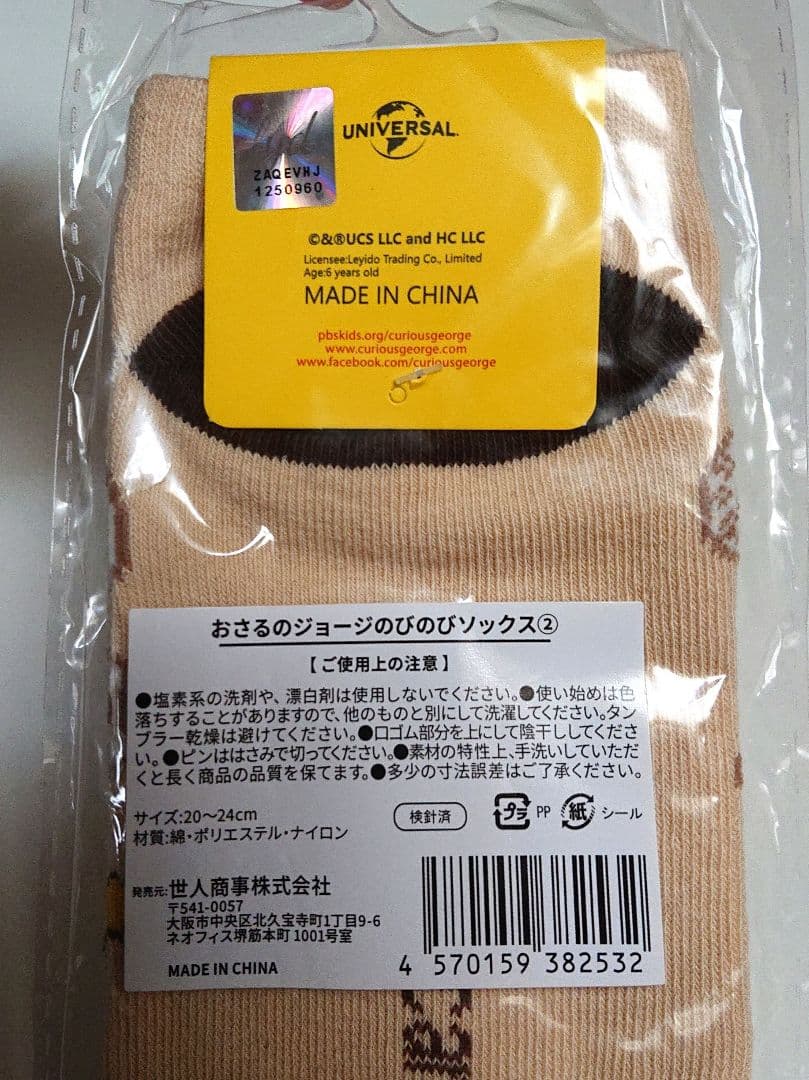 UNIVERSAL
ZAQEVHJ
1250960
©&®UCS LLC and HC LLC
Licensee:Leyido Trading Co., Limited
Age:6 years old
MADE IN CHINA
pbskids.org/curiousgeorge
www.curiousgeorge.com
www.facebook.com/curiousgeorge
おさるのジョージのびのびソックス②
【ご使用上の注意】
●塩素系の洗剤や、漂白剤は使用しないでください。●使い始めは色
落ちすることがありますので、他のものと別にして洗濯してください。タン
ブラー乾燥は避けてください。●口ゴム部分を上にして陰干ししてくださ
い。●ピンははさみで切ってください。●素材の特性上、手洗いしていただ
くと長く商品の品質を保てます。●多少の寸法誤差はご了承ください。
サイズ:20〜24cm
材質:綿・ポリエステル・ナイロン
検針済
プラ PP 紙 シール
発売元:世人商事株式会社
〒541-0057
大阪市中央区北久宝寺町1丁目9-6
ネオフィス堺筋本町 1001号室
MADE IN CHINA
4 570159 382532